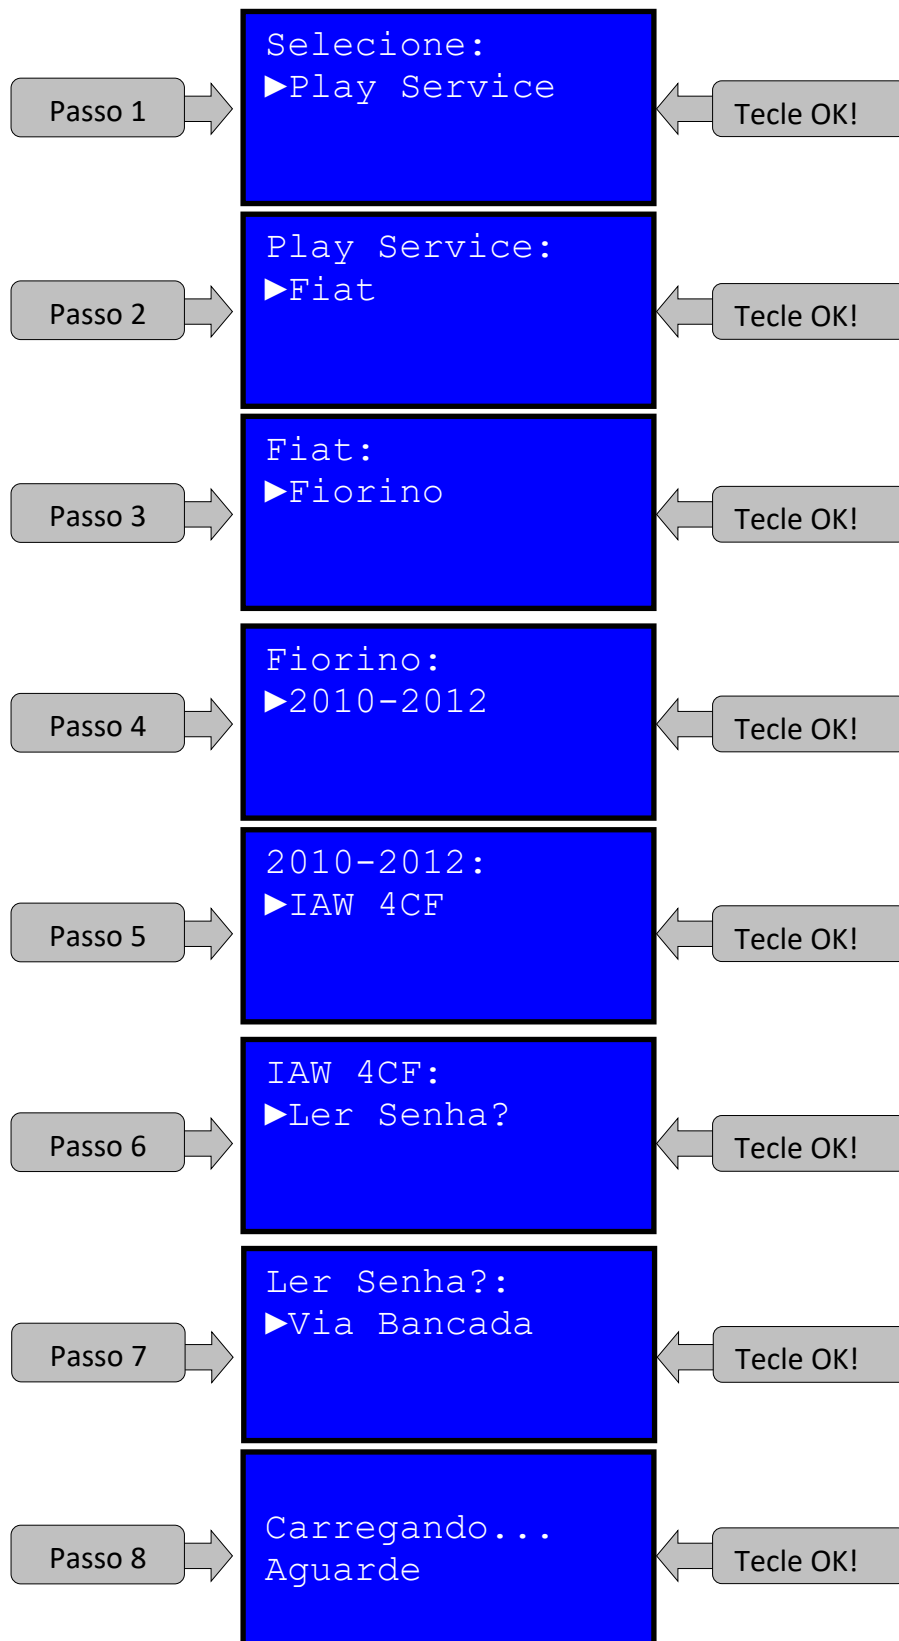 Passo 1
Selecione:
►Play Service
Tecle OK!
Passo 2
Play Service:
►Fiat
Tecle OK!
Passo 3
Fiat:
►Fiorino
Tecle OK!
Passo 4
Fiorino:
►2010-2012
Tecle OK!
Passo 5
2010-2012:
►IAW 4CF
Tecle OK!
Passo 6
IAW 4CF:
►Ler Senha?
Tecle OK!
Passo 7
Ler Senha?:
►Via Bancada
Tecle OK!
Passo 8
Carregando...
Aguarde
Tecle OK!